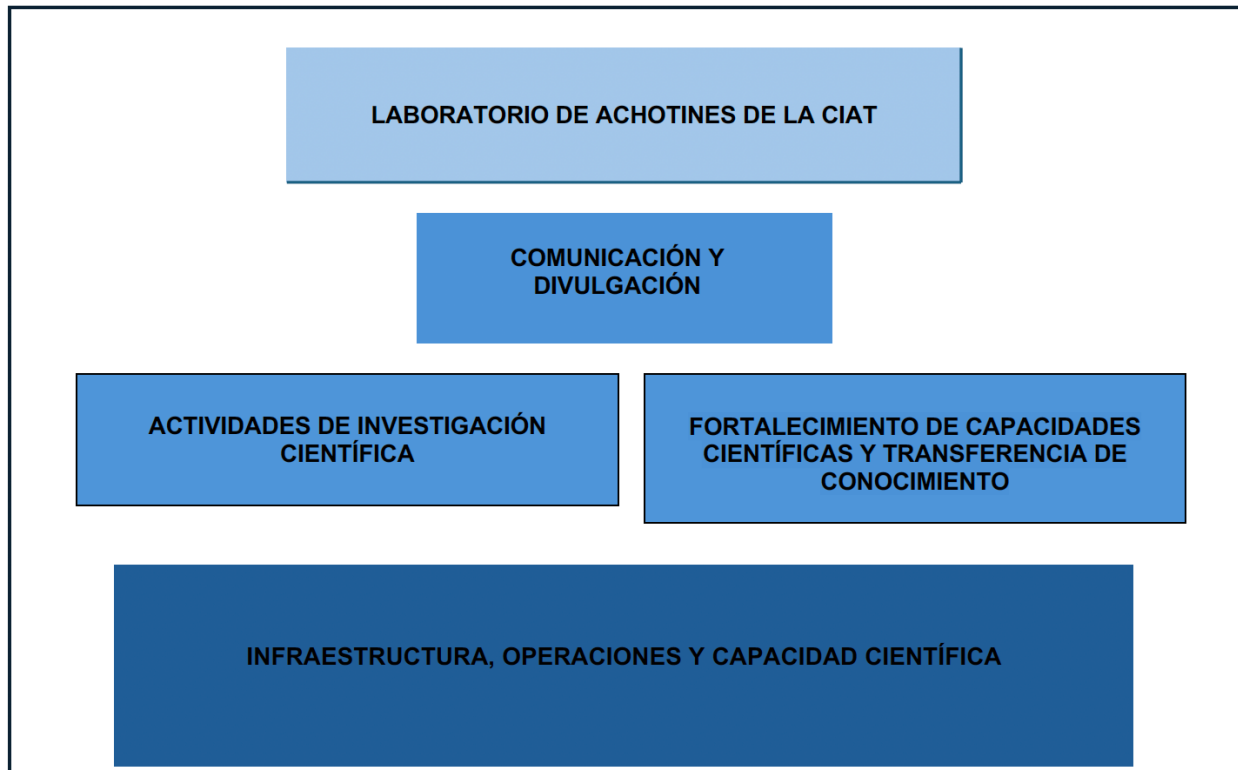 LABORATORIO DE ACHOTINES DE LA CIAT
COMUNICACIÓN Y
DIVULGACIÓN
ACTIVIDADES DE INVESTIGACIÓN
CIENTÍFICA
FORTALECIMIENTO DE CAPACIDADES
CIENTÍFICAS Y TRANSFERENCIA DE
CONOCIMIENTO
INFRAESTRUCTURA, OPERACIONES Y CAPACIDAD CIENTÍFICA